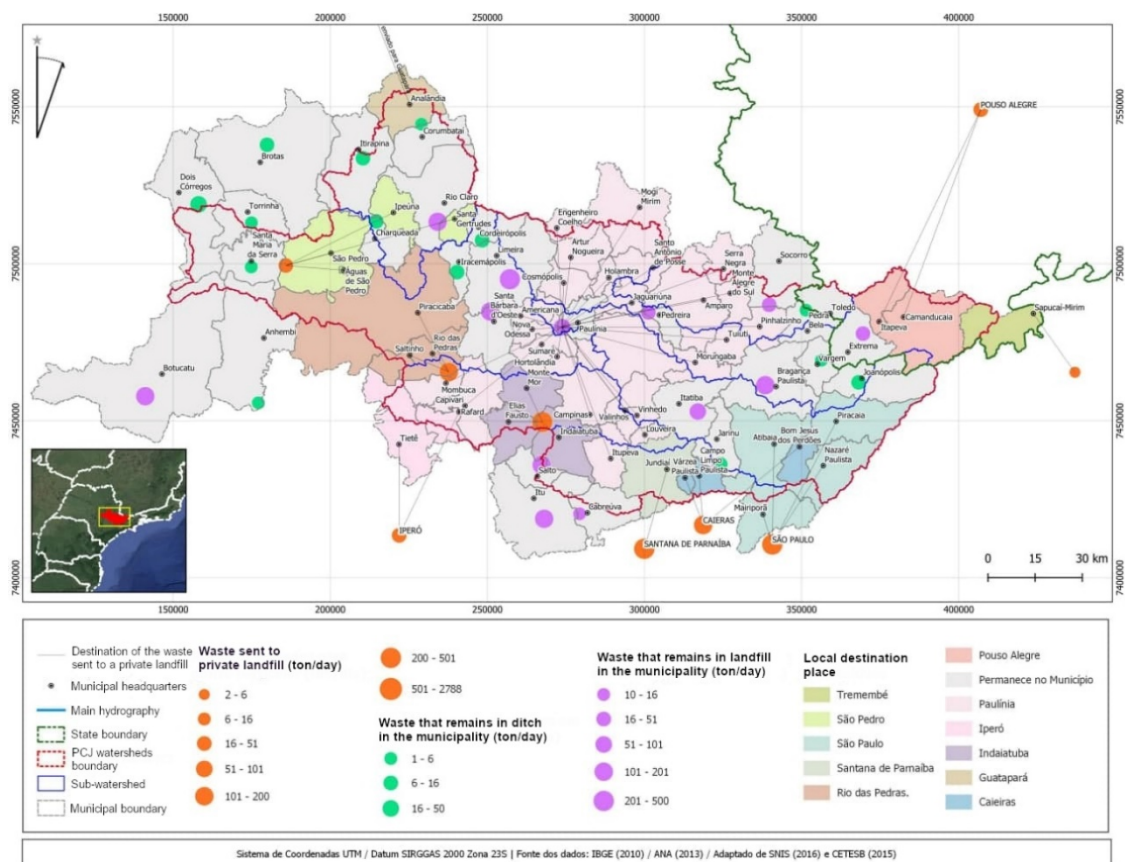 150000 200000 250000 300000 350000 400000
7550000
7550000
7500000
7500000
7450000
7450000
7400000
7400000
POUSO ALEGRE
Analândia
Corumbataí
Itirapina
Brotas
Dois
Córregos
Torrinha
Santa
Maria
da Serra
Ipeúna
Charqueada
Rio Claro
Santa
Gertrudes
Cordeirópolis
Iracemápolis
Limeira
São Pedro
Águas
de São
Pedro
Engenheiro
Coelho
Mogi
Mirim
Artur
Nogueira
Santo
Antônio
de Posse
Serra
Negra
Monte
Alegre
do Sul
Socorro
Cosmópolis
Holambra
Jaguariúna
Pedreira
Amparo
Pinhalzinho
Pedra
Bela
Toledo
Camanducaia
Itapeva
Sapucaí-Mirim
Piracicaba
Santa
Bárbara
d'Oeste
Americana
Nova
Odessa
Paulínia
Tuiuti
Extrema
Botucatu
Anhembi
Saltinho
Rio das
Pedras
Sumaré
Hortolândia
Monte
Mor
Morungaba
Bragança
Paulista
Vargem
Joanópolis
Mombuca
Capivari
Rafard
Elias
Fausto
Campinas
Valinhos
Vinhedo
Itatiba
Piracaia
Tietê
Indaiatuba
Louveira
Jarinu
Bom Jesus
dos Perdões
Nazaré
Paulista
Itupeva
Jundiaí
Várzea
Paulista
Campo
Limpo
Paulista
Salto
Itu
Cabreúva
Mairiporã
IPERÓ
CAIERAS
SANTANA DE PARNAÍBA
SÃO PAULO
0 15 30 km
150000 200000 250000 300000 350000 400000
Destination of the waste
sent to a private landfill
Municipal headquarters
Main hydrography
State boundary
PCJ watersheds
boundary
Sub-watershed
Municipal boundary
Waste sent to
private landfill (ton/day)
2 - 6
6 - 16
16 - 51
51 - 101
101 - 200
200 - 501
501 - 2788
Waste that remains in ditch
in the municipality (ton/day)
1 - 6
6 - 16
16 - 50
Waste that remains in landfill
in the municipality (ton/day)
10 - 16
16 - 51
51 - 101
101 - 201
201 - 500
Local destination
place
Tremembé
São Pedro
São Paulo
Santana de Parnaíba
Rio das Pedras.
Pouso Alegre
Permanece no Município
Paulínia
Iperó
Indaiatuba
Guatapará
Caieiras
Sistema de Coordenadas UTM / Datum SIRGGAS 2000 Zona 23S | Fonte dos dados: IBGE (2010) / ANA (2013) / Adaptado de SNIS (2016) e CETESB (2015)